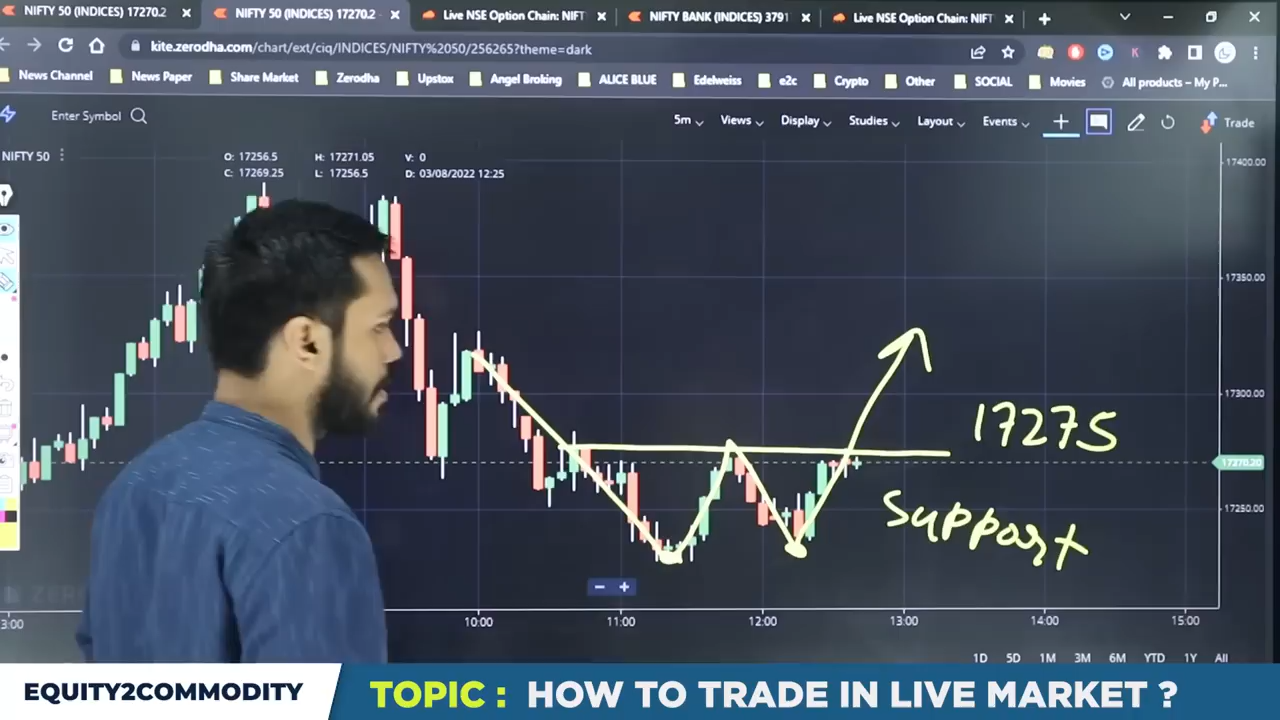 NIFTY 50 (INDICES) 17270.2
NIFTY 50 (INDICES) 17270.2 -
Live NSE Option Chain: NIFT
NIFTY BANK (INDICES) 3791
Live NSE Option Chain: NIFT
kite.zerodha.com/chart/ext/ciq/INDICES/NIFTY%2050/256265?theme=dark
News Channel News Paper Share Market Zerodha Upstox Angel Broking ALICE BLUE Edelweiss e2c Crypto Other SOCIAL Movies All products – My P...
Enter Symbol
5m Views Display Studies Layout Events Trade
NIFTY 50
O: 17256.5 H: 17271.05 V: 0
C: 17269.25 L: 17256.5 D: 03/08/2022 12:25
17400.00
17350.00
17300.00
17275
17270.20
17250.00
Support
3:00 10:00 11:00 12:00 13:00 14:00 15:00
1D 5D 1M 3M 6M YTD 1Y All
EQUITY2COMMODITY
TOPIC : HOW TO TRADE IN LIVE MARKET ?